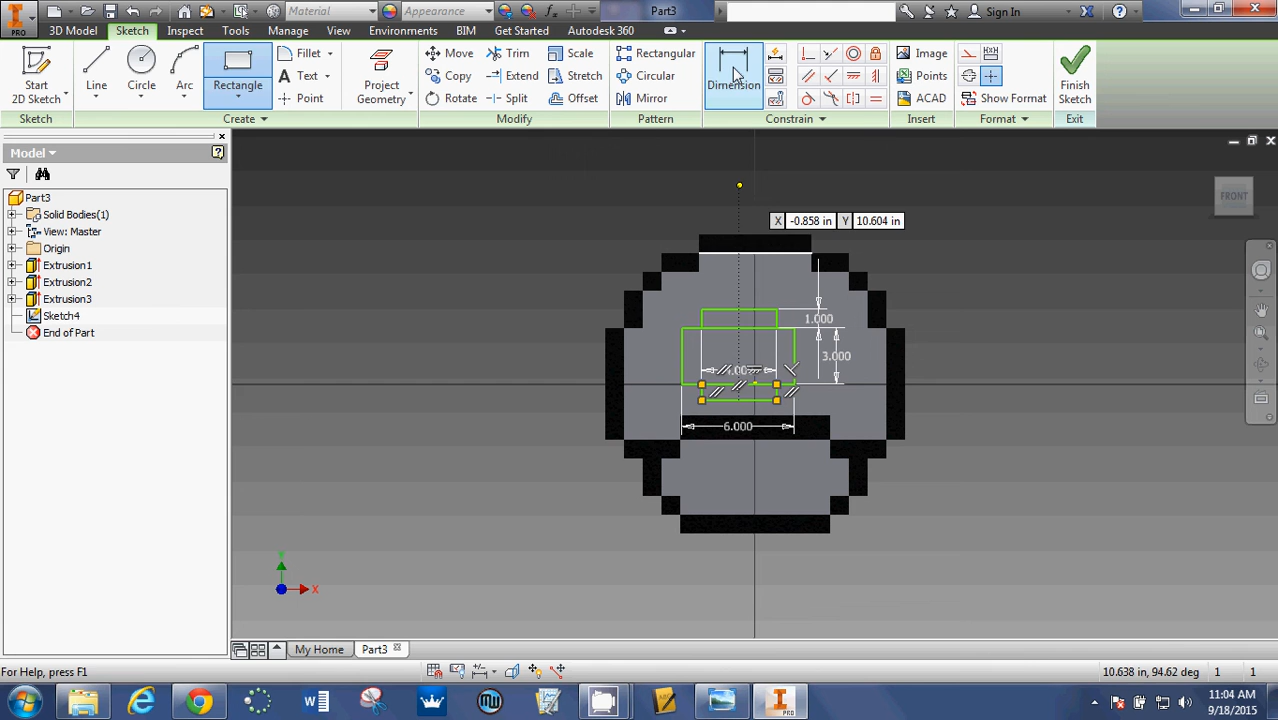 Material
Appearance
Part3
Sign In
PRO
3D Model
Sketch
Inspect
Tools
Manage
View
Environments
BIM
Get Started
Autodesk 360
Start
2D Sketch
Line
Circle
Arc
Rectangle
Fillet
Text
Point
Project
Geometry
Move
Copy
Rotate
Trim
Extend
Split
Scale
Stretch
Offset
Rectangular
Circular
Mirror
Dimension
Image
Points
ACAD
Show Format
Finish
Sketch
Sketch
Create
Modify
Pattern
Constrain
Insert
Format
Exit
Model
Part3
Solid Bodies(1)
View: Master
Origin
Extrusion1
Extrusion2
Extrusion3
Sketch4
End of Part
FRONT
X -0.858 in Y 10.604 in
1.000
3.000
6.000
Y
X
My Home
Part3
For Help, press F1
10.638 in, 94.62 deg 1 1
PRO
11:04 AM
9/18/2015